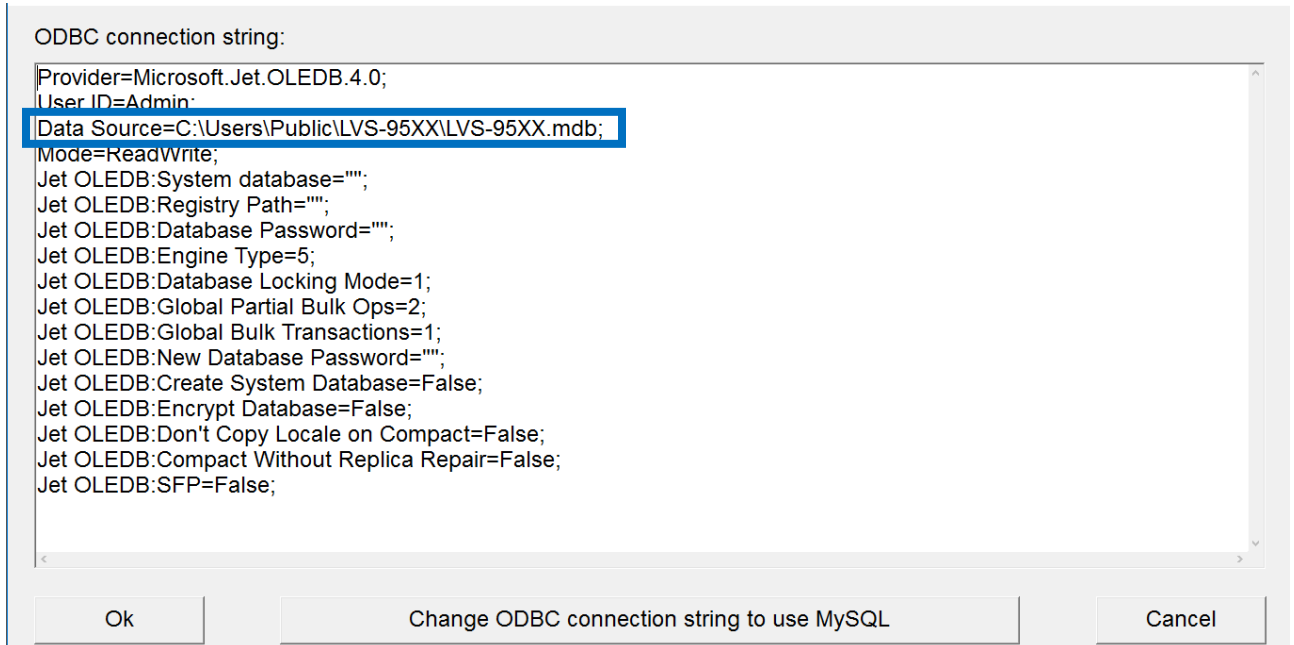 ODBC connection string:
Provider=Microsoft.Jet.OLEDB.4.0;
User ID=Admin;
Data Source=C:\Users\Public\LVS-95XX\LVS-95XX.mdb;
Mode=ReadWrite;
Jet OLEDB:System database="";
Jet OLEDB:Registry Path="";
Jet OLEDB:Database Password="";
Jet OLEDB:Engine Type=5;
Jet OLEDB:Database Locking Mode=1;
Jet OLEDB:Global Partial Bulk Ops=2;
Jet OLEDB:Global Bulk Transactions=1;
Jet OLEDB:New Database Password="";
Jet OLEDB:Create System Database=False;
Jet OLEDB:Encrypt Database=False;
Jet OLEDB:Don't Copy Locale on Compact=False;
Jet OLEDB:Compact Without Replica Repair=False;
Jet OLEDB:SFP=False;
Ok Change ODBC connection string to use MySQL Cancel